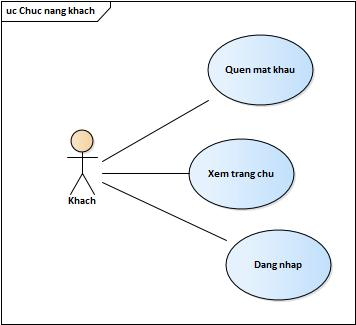 uc Chuc nang khach
Quen mat khau
Xem trang chu
Khach
Dang nhap